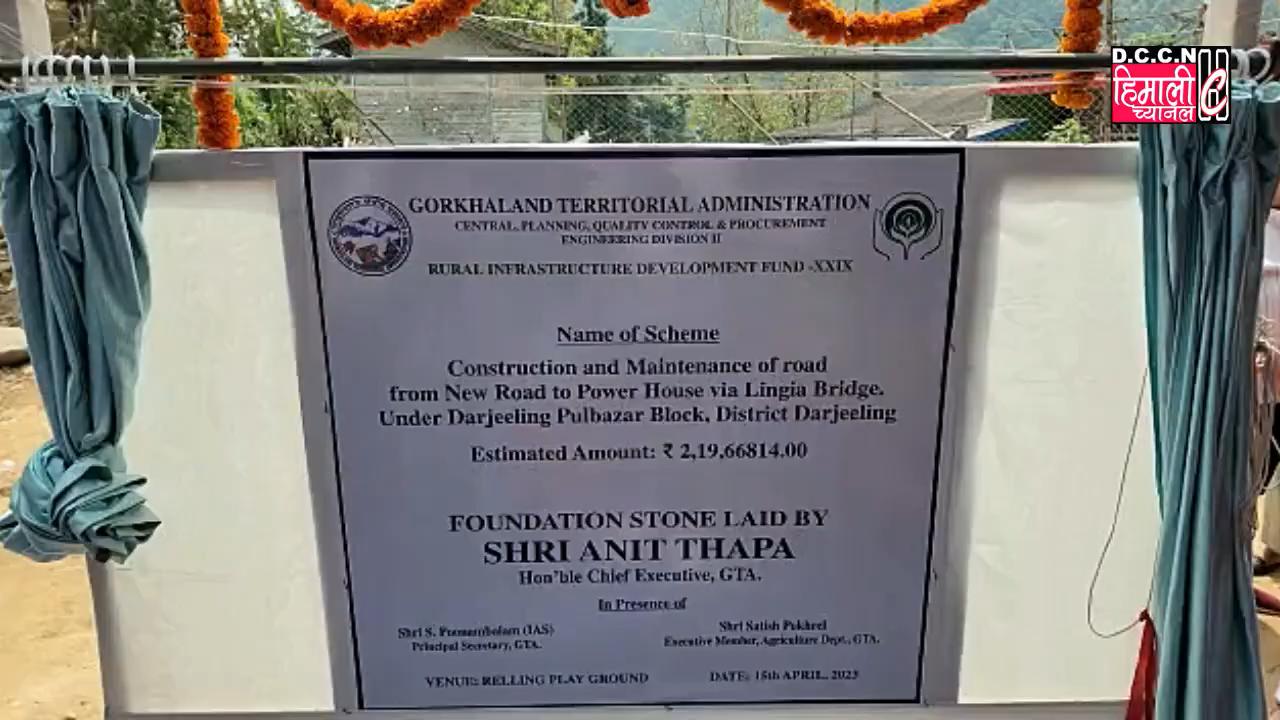 D.C.C.N
हिमाली
च्यानल
GORKHALAND TERRITORIAL ADMINISTRATION
CENTRAL, PLANNING, QUALITY CONTROL & PROCUREMENT
ENGINEERING DIVISION II
RURAL INFRASTRUCTURE DEVELOPMENT FUND -XXIX
Name of Scheme
Construction and Maintenance of road
from New Road to Power House via Lingia Bridge.
Under Darjeeling Pulbazar Block, District Darjeeling
Estimated Amount: ₹ 2,19,66814.00
FOUNDATION STONE LAID BY
SHRI ANIT THAPA
Hon'ble Chief Executive, GTA.
In Presence of
Shri S. (IAS)
Principal Secretary, GTA.
Shri Satish Pokhrel
Executive Member, Agriculture Dept., GTA.
VENUE: RELLING PLAY GROUND
DATE: 15th APRIL, 2023